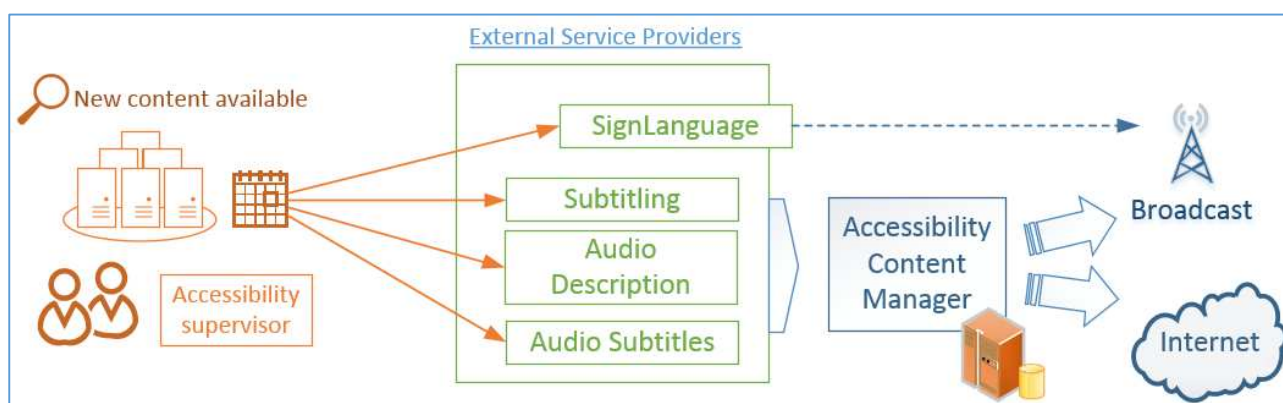 External Service Providers
New content available
SignLanguage
Subtitling
Audio
Description
Audio Subtitles
Accessibility
supervisor
Accessibility
Content
Manager
Broadcast
Internet